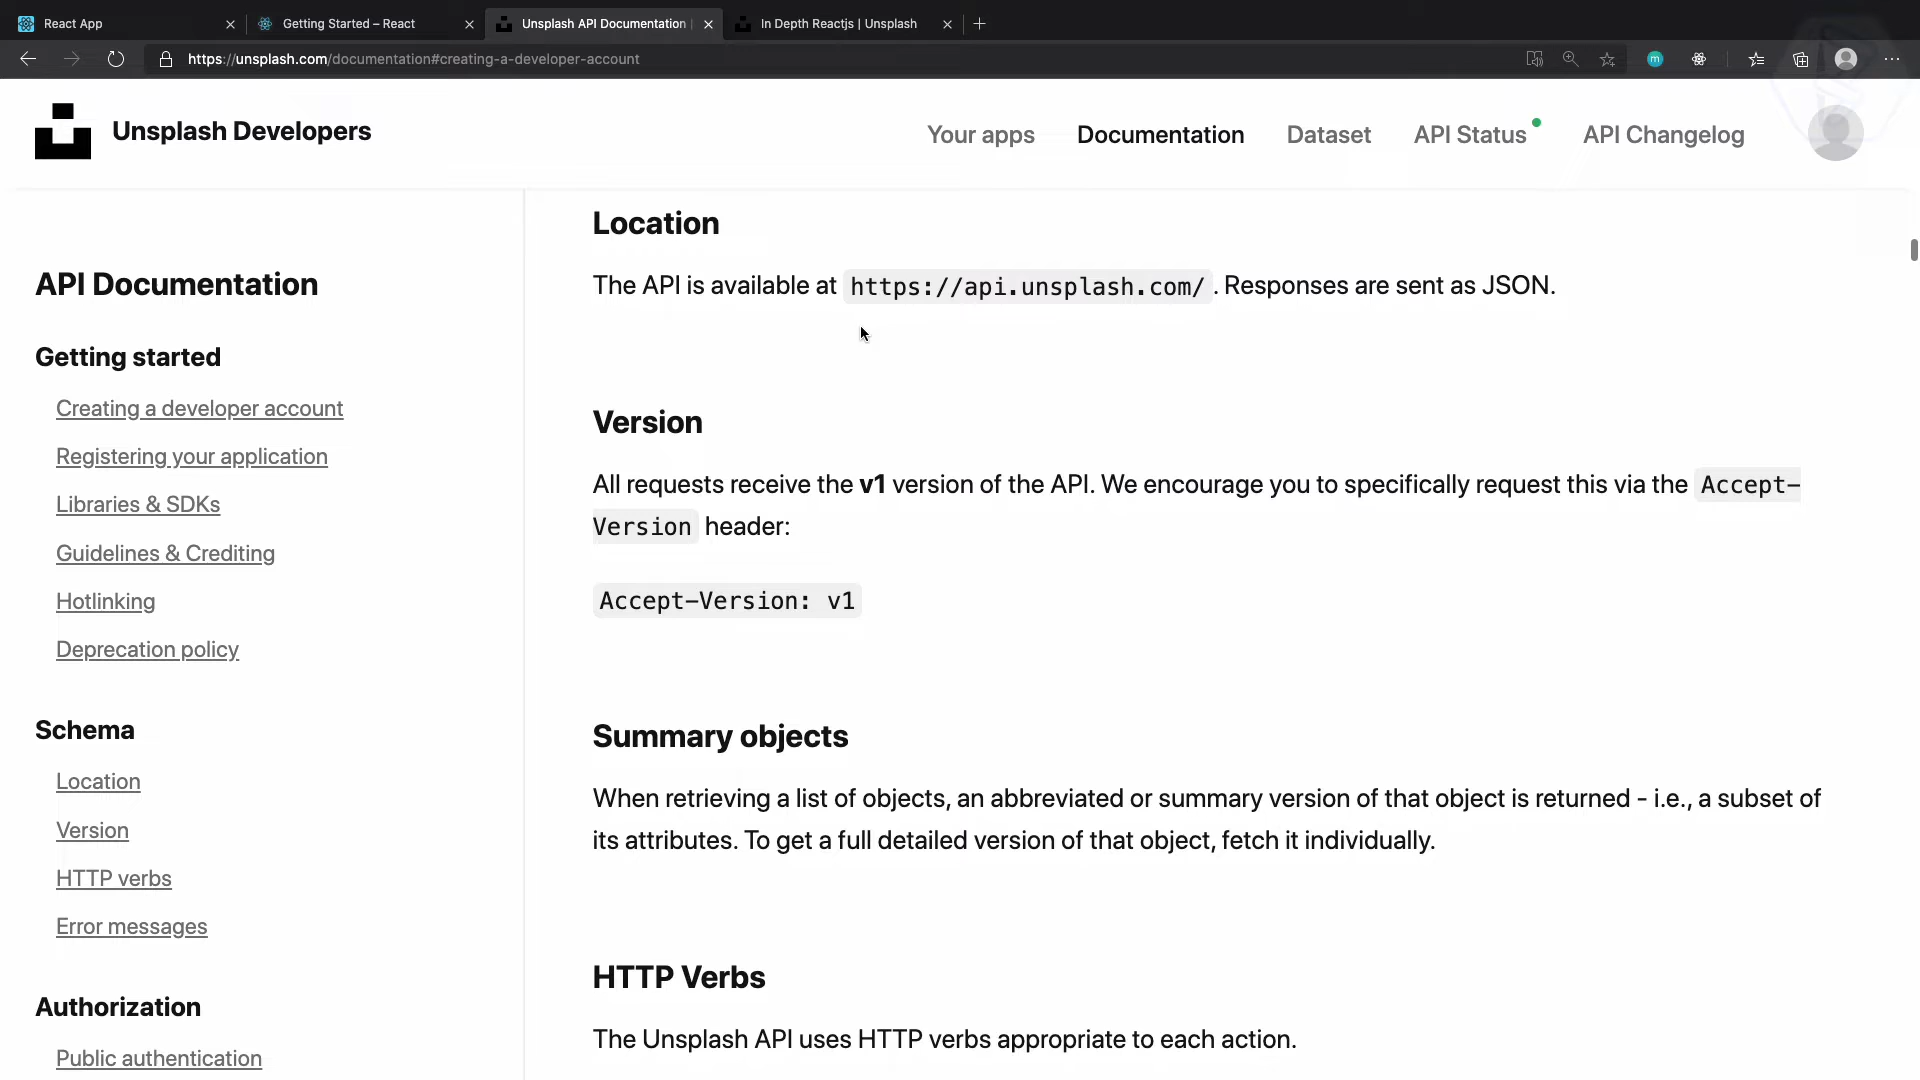 React App
Getting Started – React
Unsplash API Documentation
In Depth Reactjs | Unsplash
https://unsplash.com/documentation#creating-a-developer-account
m
Unsplash Developers
Your apps
Documentation
Dataset
API Status
API Changelog
API Documentation
Getting started
Creating a developer account
Registering your application
Libraries & SDKs
Guidelines & Crediting
Hotlinking
Deprecation policy
Schema
Location
Version
HTTP verbs
Error messages
Authorization
Public authentication
Location
The API is available at https://api.unsplash.com/ . Responses are sent as JSON.
Version
All requests receive the v1 version of the API. We encourage you to specifically request this via the Accept-
Version header:
Accept-Version: v1
Summary objects
When retrieving a list of objects, an abbreviated or summary version of that object is returned - i.e., a subset of
its attributes. To get a full detailed version of that object, fetch it individually.
HTTP Verbs
The Unsplash API uses HTTP verbs appropriate to each action.